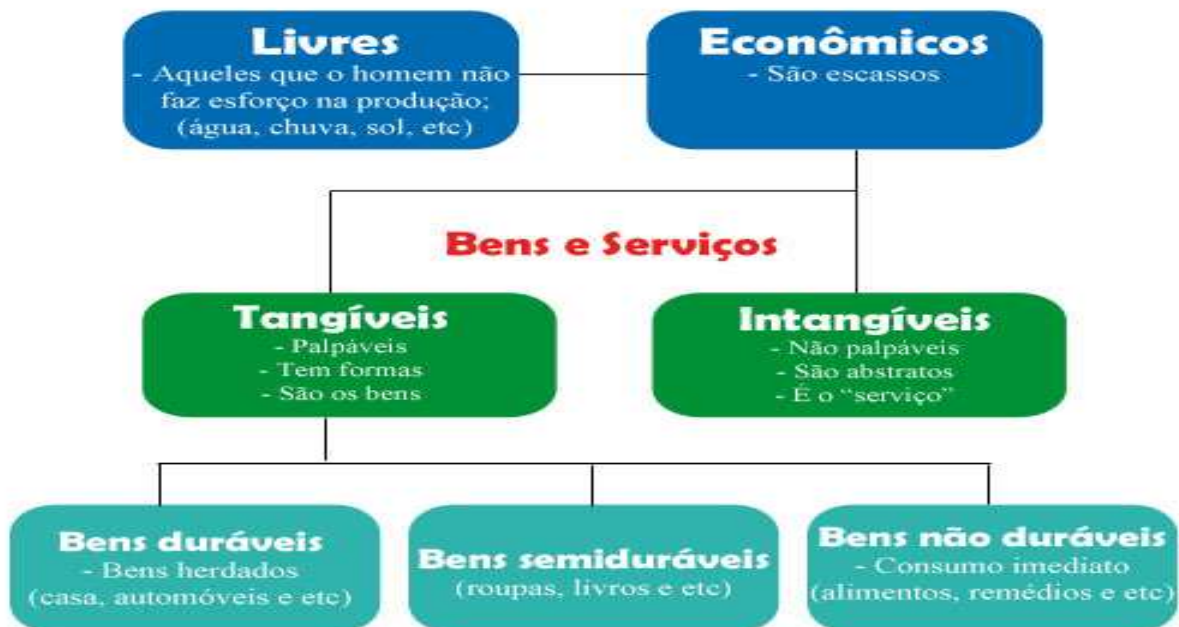 Livres
- Aqueles que o homem não
faz esforço na produção;
(água, chuva, sol, etc)
Econômicos
- São escassos
Bens e Serviços
Tangíveis
- Palpáveis
- Tem formas
- São os bens
Intangíveis
- Não palpáveis
- São abstratos
- É o “serviço”
Bens duráveis
- Bens herdados
(casa, automóveis e etc)
Bens semiduráveis
(roupas, livros e etc)
Bens não duráveis
- Consumo imediato
(alimentos, remédios e etc)